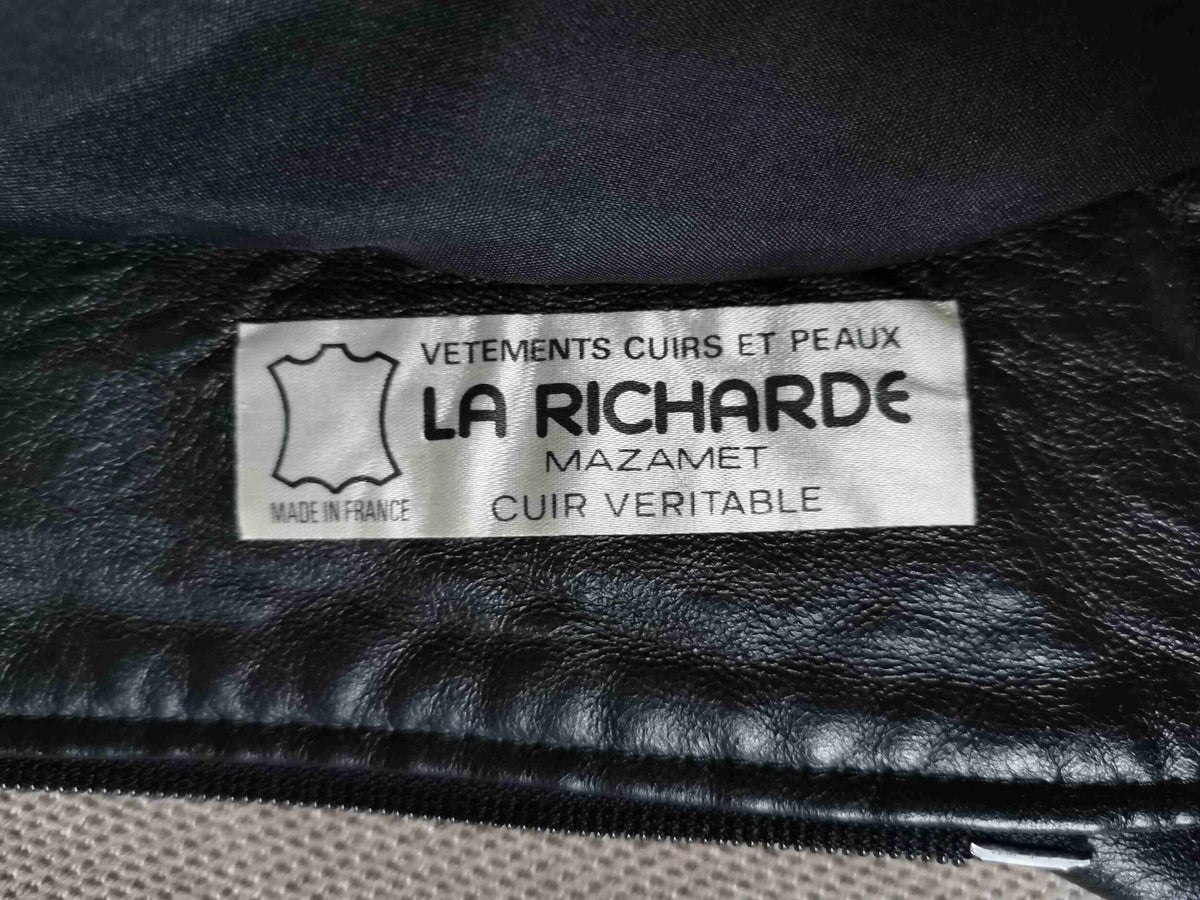 VETEMENTS CUIRS ET PEAUX
LA RICHARDE
MAZAMET
CUIR VERITABLE
MADE IN FRANCE